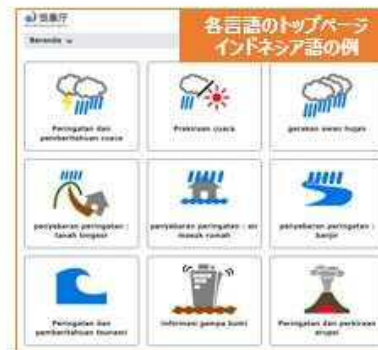 気象庁
各言語のトップページ
インドネシア語の例
Beranda
Peringatan dan
pemberitahuan cuaca
Prakiraan cuaca
gerakan awan hujan
penyebaran peringatan :
tanah longsor
penyebaran peringatan : air
masuk rumah
penyebaran peringatan :
banjir
Peringatan dan
pemberitahuan tsunami
Informasi gempa bumi
Peringatan dan perkiraan
erupsi